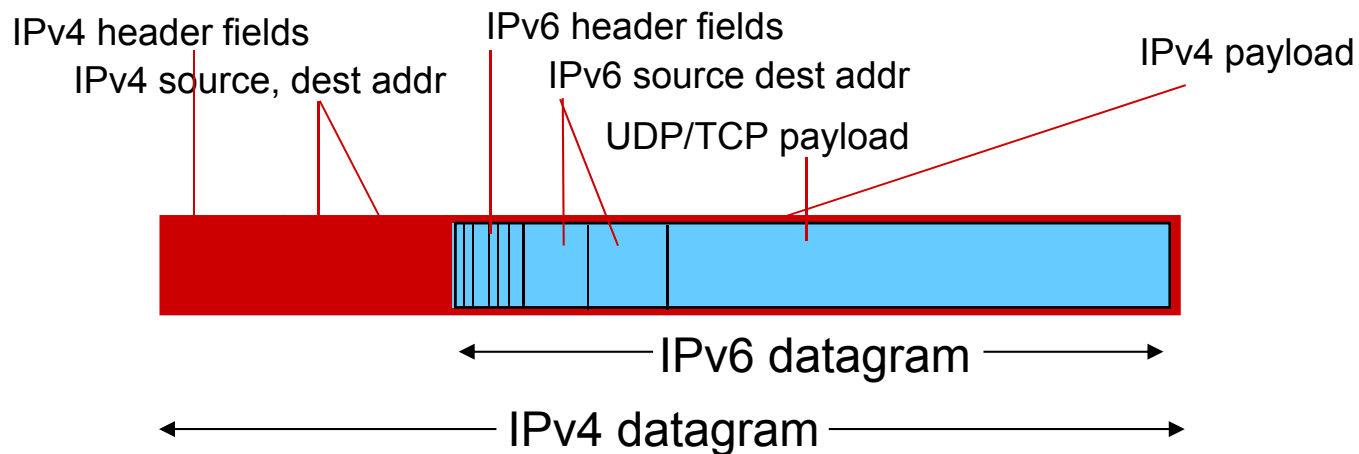 IPv4 header fields
IPv6 header fields
IPv4 payload
IPv4 source, dest addr
IPv6 source dest addr
UDP/TCP payload
IPv6 datagram
IPv4 datagram